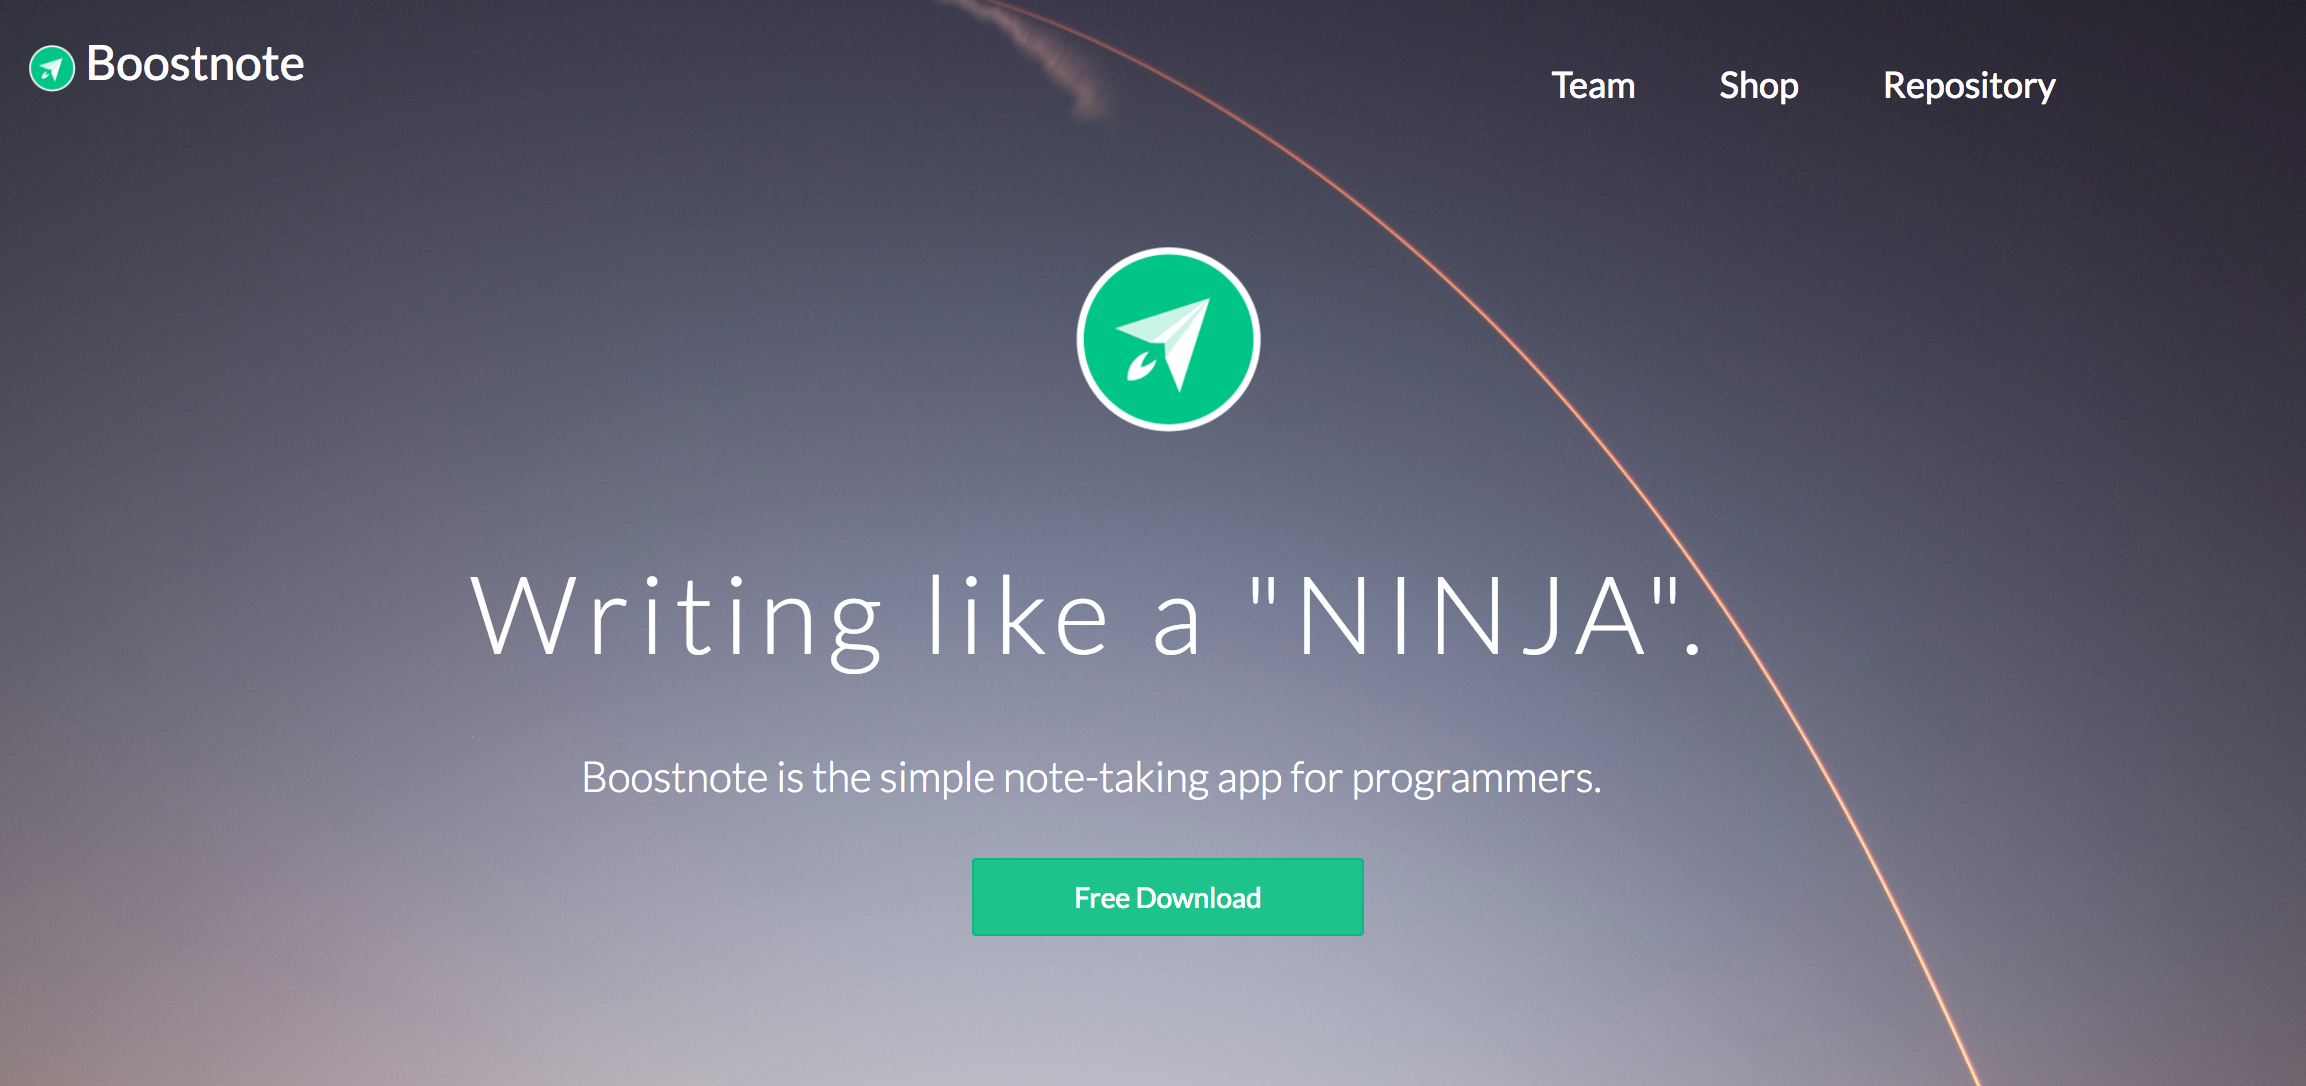 Boostnote
Team Shop Repository
Writing like a "NINJA".
Boostnote is the simple note-taking app for programmers.
Free Download